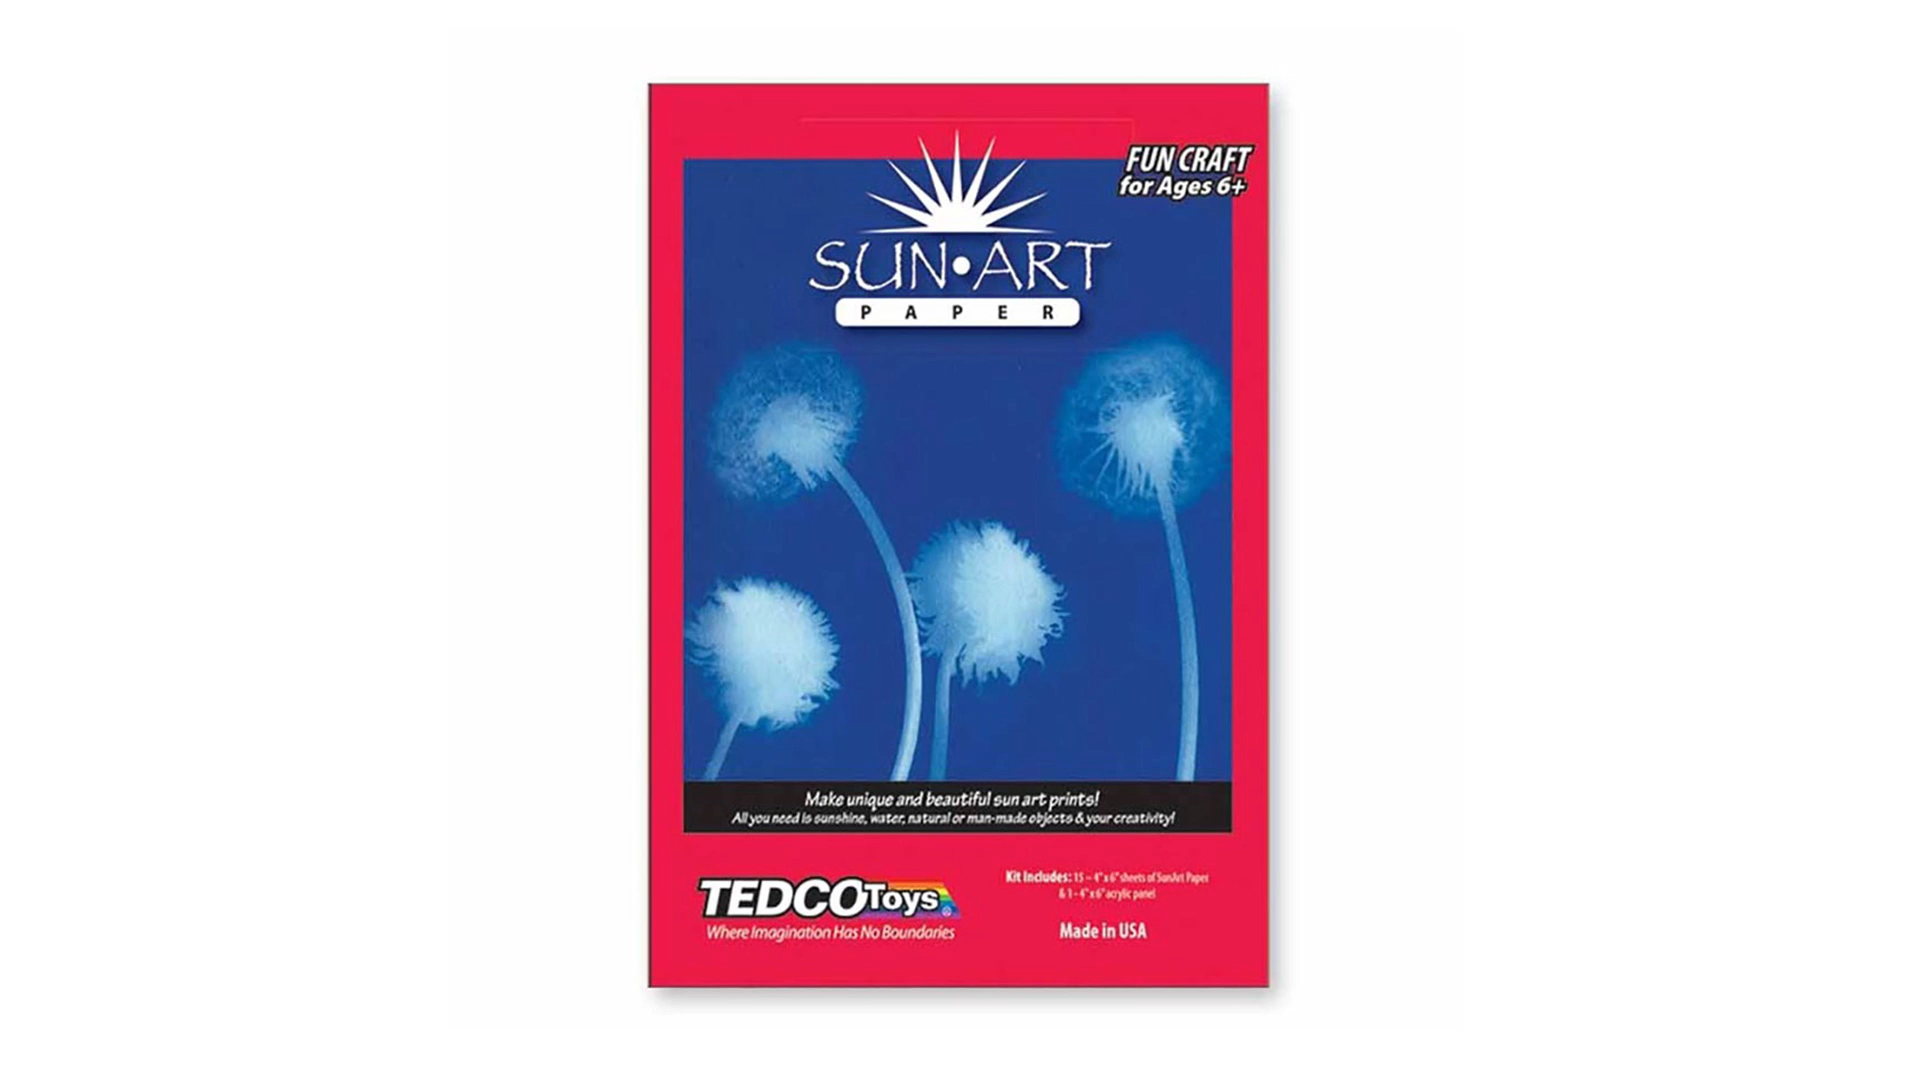 FUN CRAFT
for Ages 6+
SUN•ART
PAPER
Make unique and beautiful sun art prints!
All you need is sunshine, water, natural or man-made objects & your creativity!
TEDCO Toys®
Where Imagination Has No Boundaries
Kit Includes: 15 – 4" x 6" sheets of SunArt Paper
& 1 – 4" x 6" acrylic panel
Made in USA